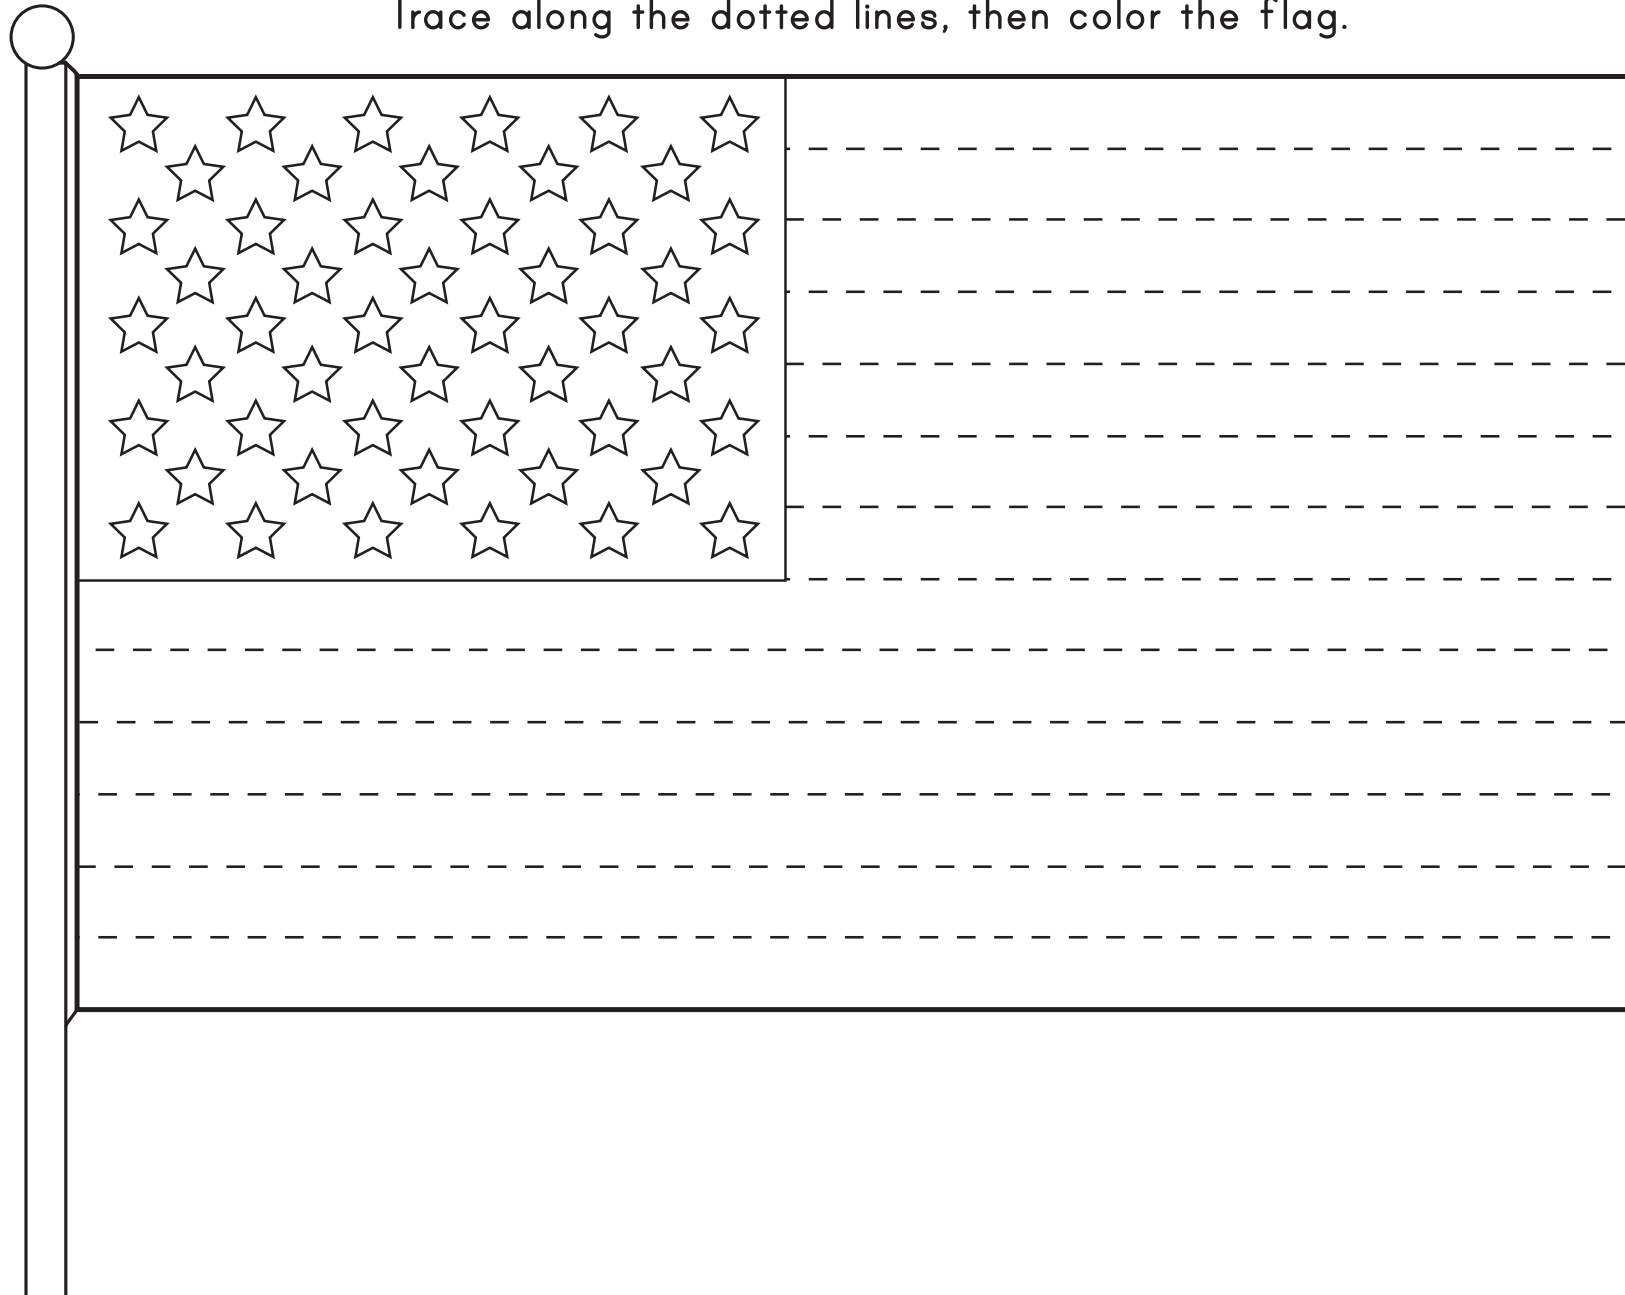 Trace along the dotted lines, then color the flag.